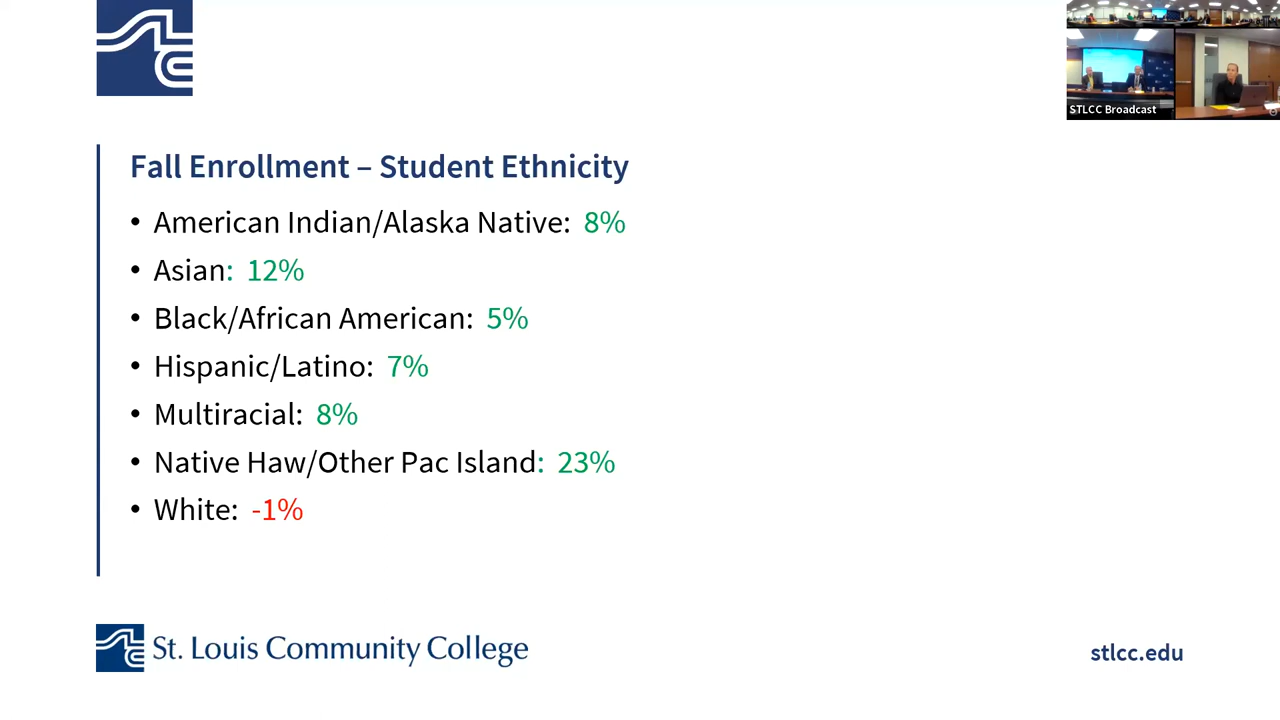 STLCC Broadcast
Fall Enrollment – Student Ethnicity
• American Indian/Alaska Native: 8%
• Asian: 12%
• Black/African American: 5%
• Hispanic/Latino: 7%
• Multiracial: 8%
• Native Haw/Other Pac Island: 23%
• White: -1%
St. Louis Community College
stlcc.edu